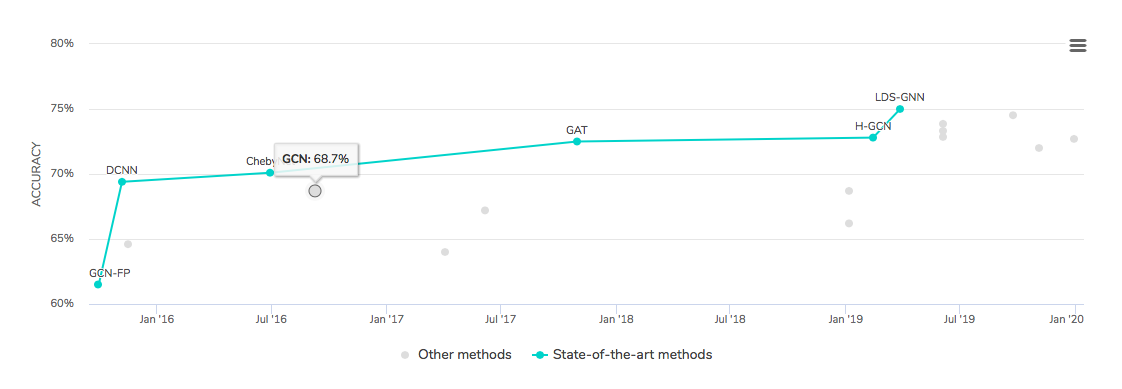 80%
75%
70%
65%
60%
ACCURACY
GCN-FP
DCNN
Cheby
GCN: 68.7%
GAT
H-GCN
LDS-GNN
Jan '16
Jul '16
Jan '17
Jul '17
Jan '18
Jul '18
Jan '19
Jul '19
Jan '20
Other methods
State-of-the-art methods